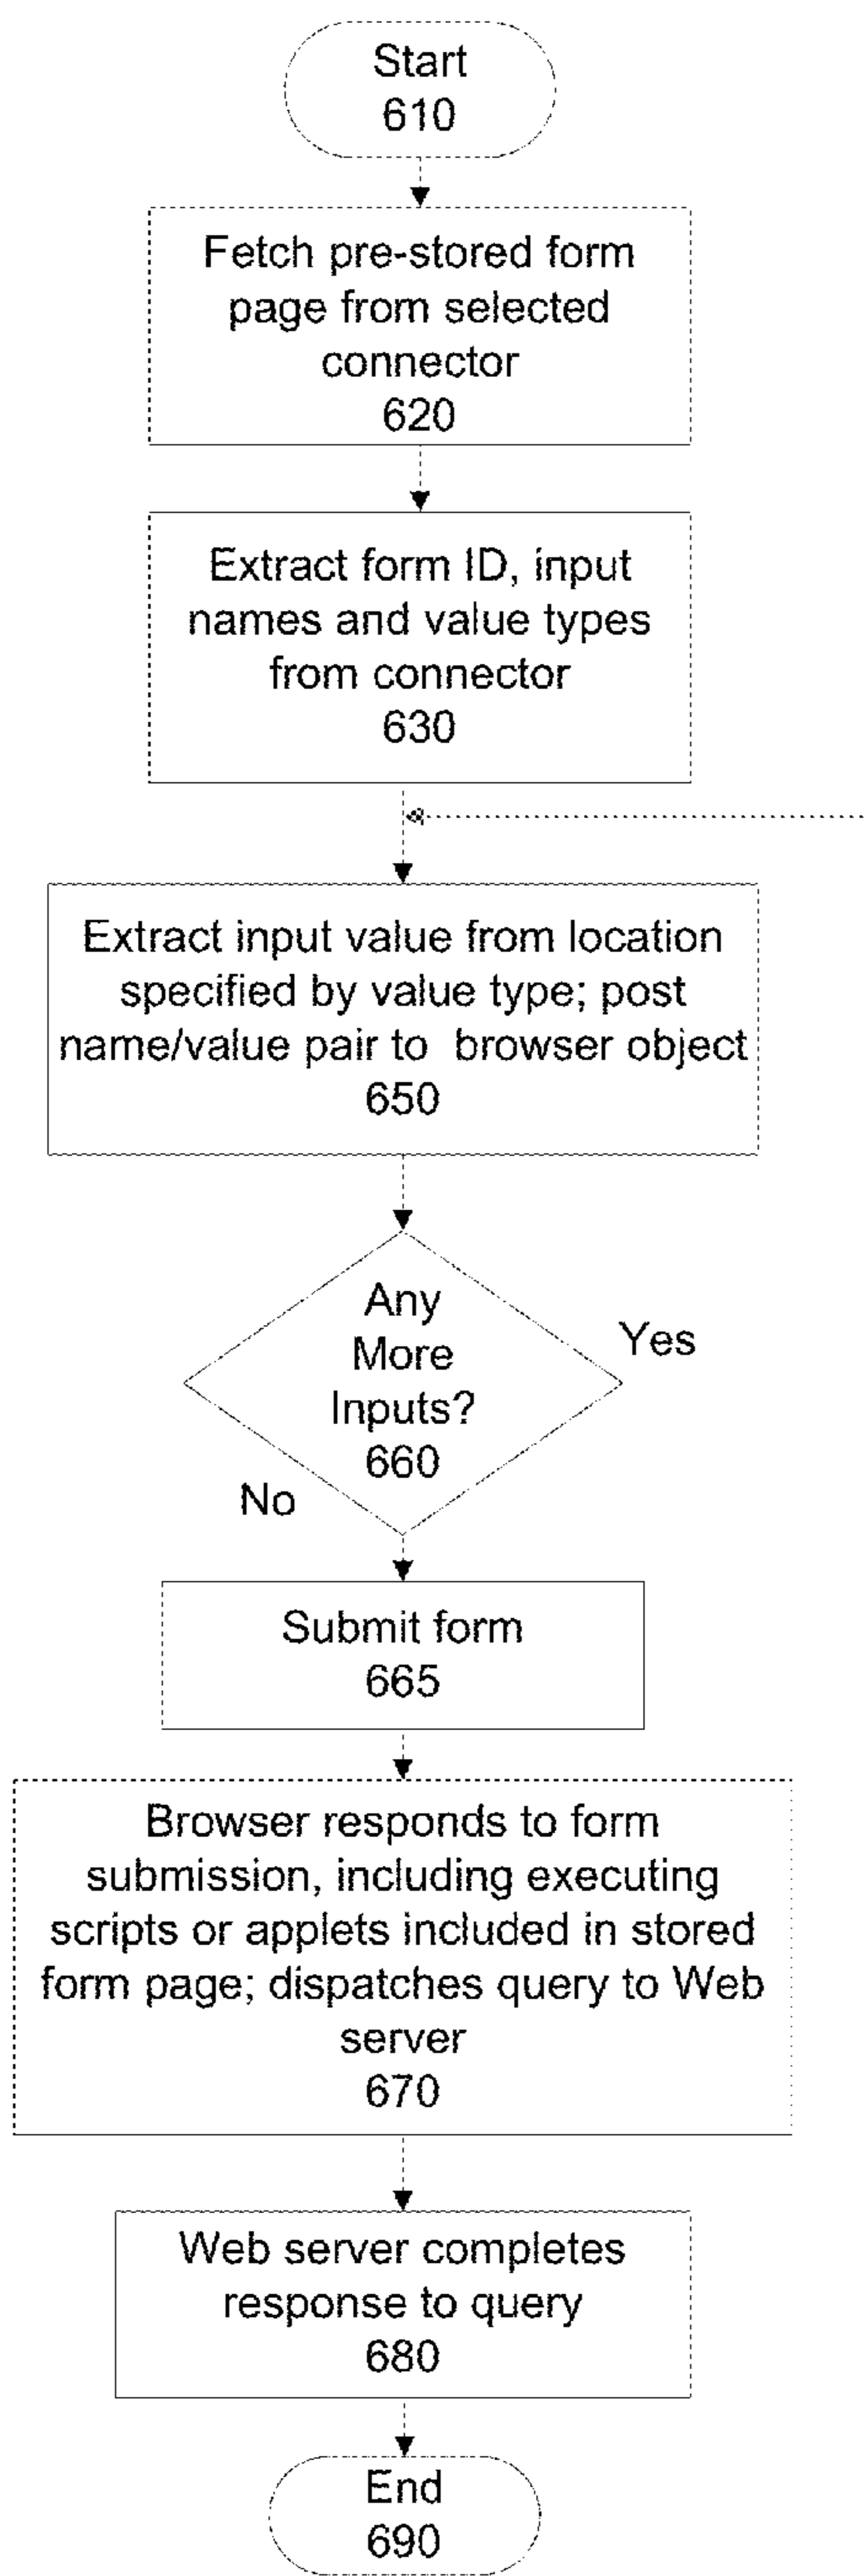 Start
610
Fetch pre-stored form
page from selected
connector
620
Extract form ID, input
names and value types
from connector
630
Extract input value from location
specified by value type; post
name/value pair to browser object
650
Any
More
Inputs?
660
Yes
No
Submit form
665
Browser responds to form
submission, including executing
scripts or applets included in stored
form page; dispatches query to Web
server
670
Web server completes
response to query
680
End
690